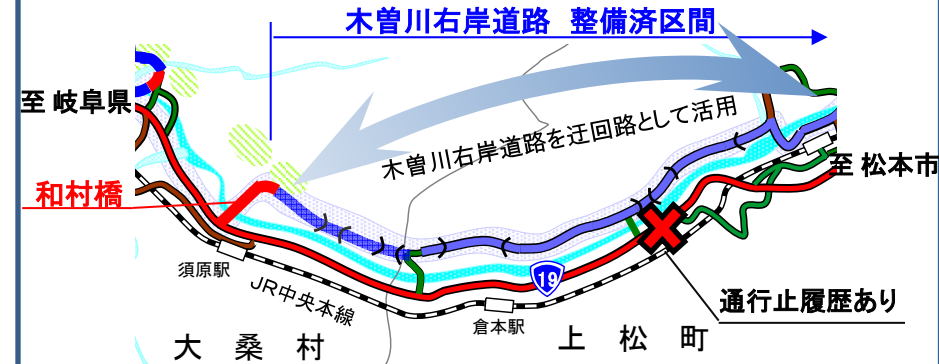 木曽川右岸道路 整備済区間
至 岐阜県
木曽川右岸道路を迂回路として活用
至 松本市
和村橋
須原駅
JR中央本線
19
倉本駅
通行止履歴あり
大 桑 村
上 松 町